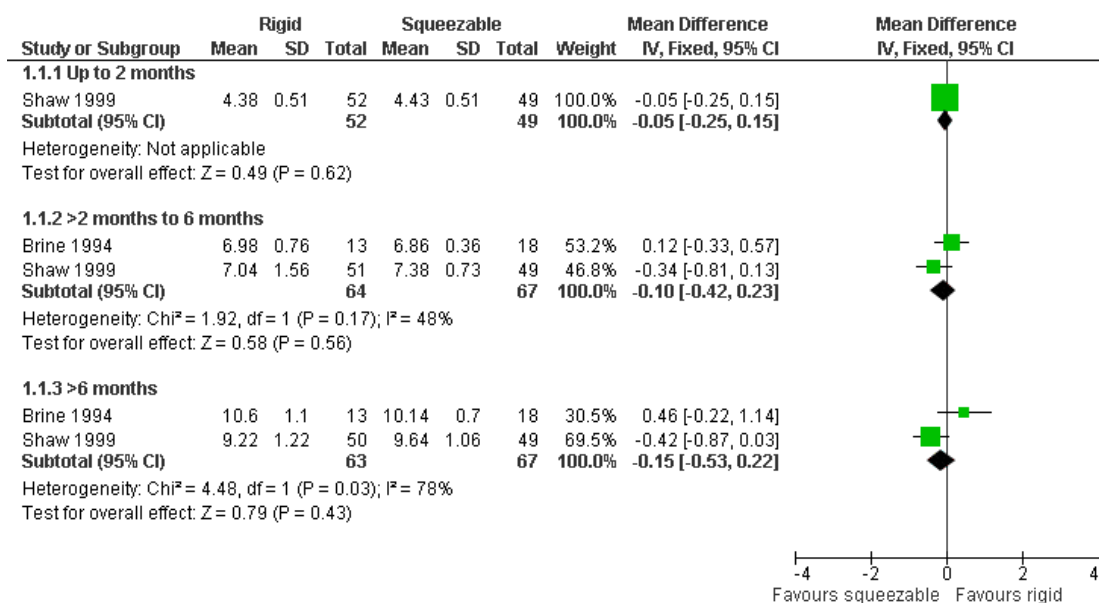 Rigid Squeezable Mean Difference Mean Difference
Study or Subgroup Mean SD Total Mean SD Total Weight IV, Fixed, 95% CI IV, Fixed, 95% CI
1.1.1 Up to 2 months
Shaw 1999 4.38 0.51 52 4.43 0.51 49 100.0% -0.05 [-0.25, 0.15]
Subtotal (95% CI) 52 49 100.0% -0.05 [-0.25, 0.15]
Heterogeneity: Not applicable
Test for overall effect: Z = 0.49 (P = 0.62)
1.1.2 >2 months to 6 months
Brine 1994 6.98 0.76 13 6.86 0.36 18 53.2% 0.12 [-0.33, 0.57]
Shaw 1999 7.04 1.56 51 7.38 0.73 49 46.8% -0.34 [-0.81, 0.13]
Subtotal (95% CI) 64 67 100.0% -0.10 [-0.42, 0.23]
Heterogeneity: Chi² = 1.92, df = 1 (P = 0.17); I² = 48%
Test for overall effect: Z = 0.58 (P = 0.56)
1.1.3 >6 months
Brine 1994 10.6 1.1 13 10.14 0.7 18 30.5% 0.46 [-0.22, 1.14]
Shaw 1999 9.22 1.22 50 9.64 1.06 49 69.5% -0.42 [-0.87, 0.03]
Subtotal (95% CI) 63 67 100.0% -0.15 [-0.53, 0.22]
Heterogeneity: Chi² = 4.48, df = 1 (P = 0.03); I² = 78%
Test for overall effect: Z = 0.79 (P = 0.43)
-4 -2 0 2 4
Favours squeezable Favours rigid